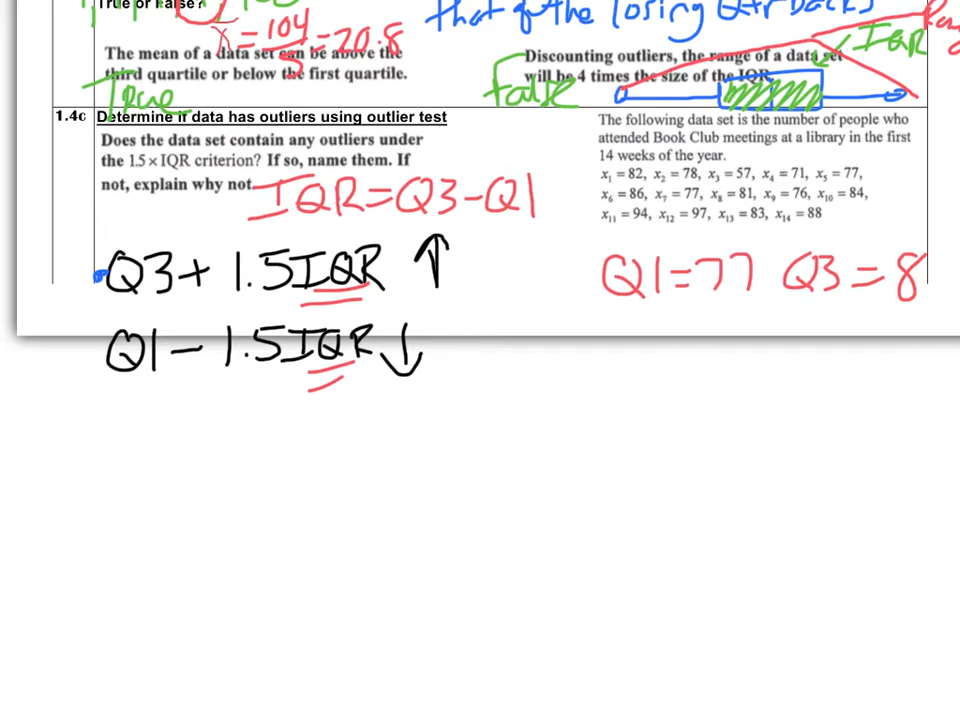 True or False?
that of the losing
x = 104/5 = 20.8
The mean of a data set can be above the
third quartile or below the first quartile.
True
Discounting outliers, the range of a data set
will be 4 times the size of the IQR.
False
IQR
1.4c Determine if data has outliers using outlier test
Does the data set contain any outliers under
the 1.5 × IQR criterion? If so, name them. If
not, explain why not.
IQR=Q3-Q1
Q3+ 1.5IQR ↑
Q1- 1.5IQR ↓
The following data set is the number of people who
attended Book Club meetings at a library in the first
14 weeks of the year.
x₁ = 82, x₂ = 78, x₃ = 57, x₄ = 71, x₅ = 77,
x₆ = 86, x₇ = 77, x₈ = 81, x₉ = 76, x₁₀ = 84,
x₁₁ = 94, x₁₂ = 97, x₁₃ = 83, x₁₄ = 88
Q1=77 Q3=8